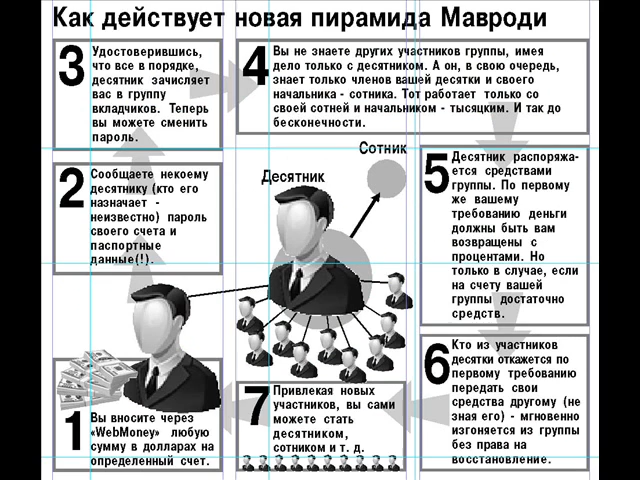 Как действует новая пирамида Мавроди
3
Удостоверившись,
что все в порядке,
десятник зачисляет
вас в группу
вкладчиков. Теперь
вы можете сменить
пароль.
4
Вы не знаете других участников группы, имея
дело только с десятником. А он, в свою очередь,
знает только членов вашей десятки и своего
начальника - сотника. Тот работает только со
своей сотней и начальником - тысяцким. И так до
бесконечности.
2
Сообщаете некоему
десятнику (кто его
назначает -
неизвестно) пароль
своего счета и
паспортные
данные(!).
Сотник
Десятник
5
Десятник распоряжа-
ется средствами
группы. По первому
же вашему
требованию деньги
должны быть вам
возвращены с
процентами. Но
только в случае, если
на счету вашей
группы достаточно
средств.
1
Вы вносите через
«WebMoney» любую
сумму в долларах на
определенный счет.
7
Привлекая новых
участников, вы сами
можете стать
десятником,
сотником и т. д.
6
Кто из участников
десятки откажется по
первому требованию
передать свои
средства другому (не
зная его) - мгновенно
изгоняется из группы
без права на
восстановление.